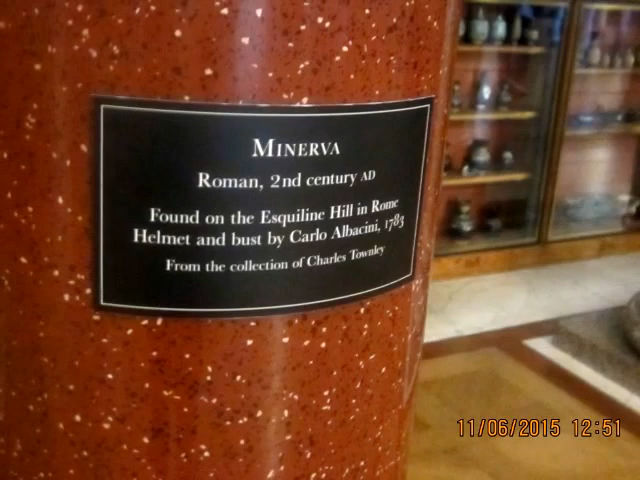 MINERVA
Roman, 2nd century AD
Found on the Esquiline Hill in Rome
Helmet and bust by Carlo Albacini, 1783
From the collection of Charles Townley
11/06/2015 12:51